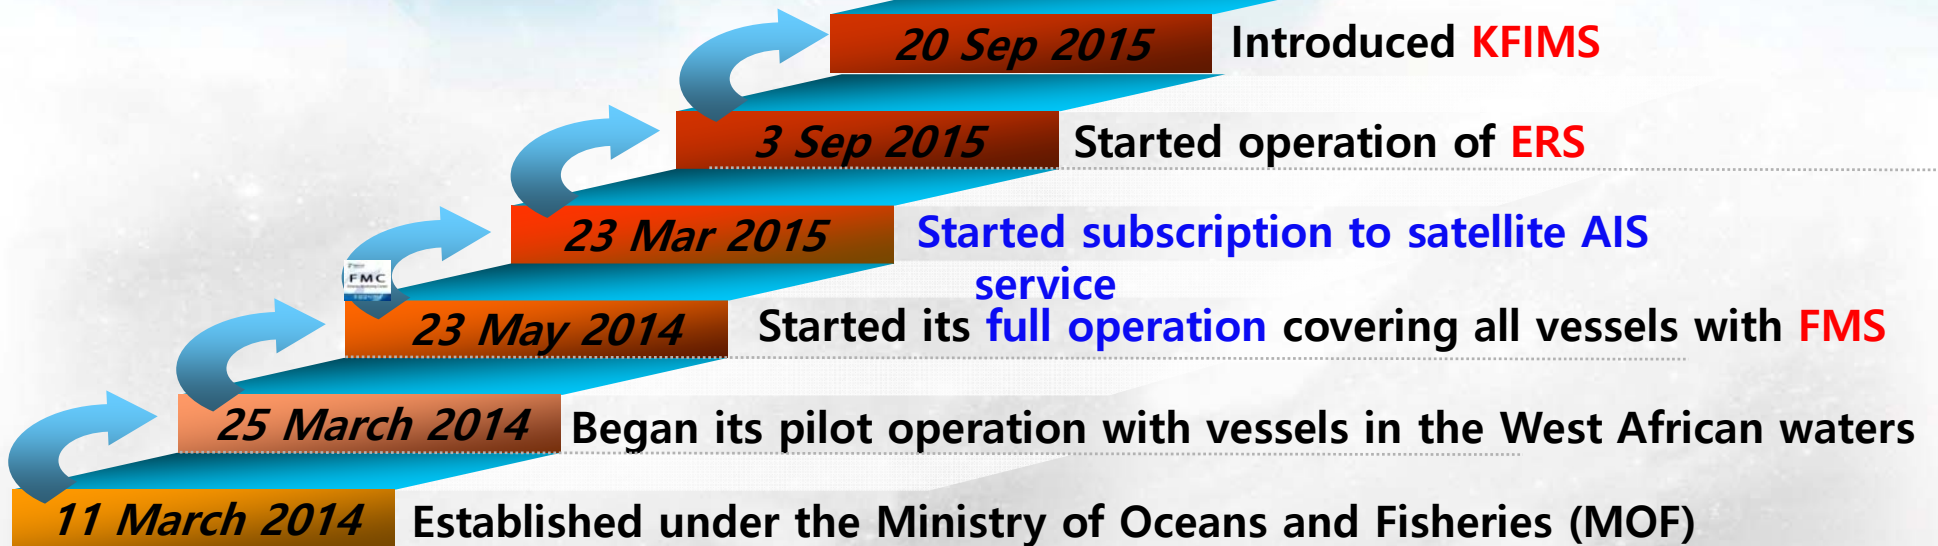 20 Sep 2015 Introduced KFIMS
3 Sep 2015 Started operation of ERS
23 Mar 2015 Started subscription to satellite AIS
service
FMC
23 May 2014 Started its full operation covering all vessels with FMS
25 March 2014 Began its pilot operation with vessels in the West African waters
11 March 2014 Established under the Ministry of Oceans and Fisheries (MOF)